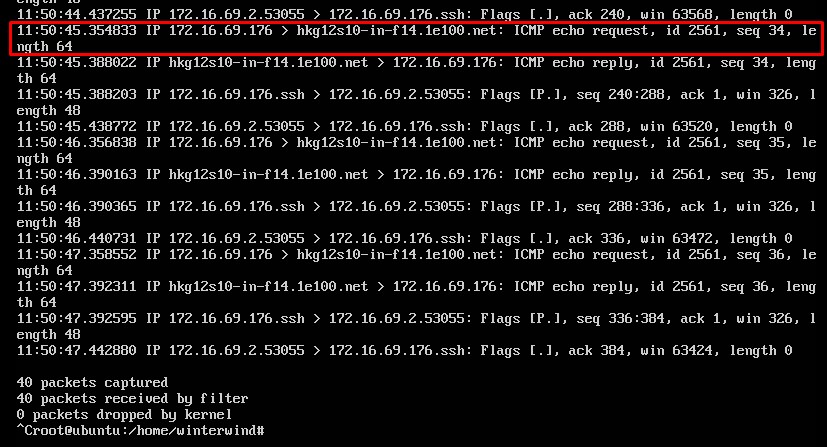 ength 48
11:50:44.437255 IP 172.16.69.2.53055 > 172.16.69.176.ssh: Flags [.], ack 240, win 63568, length 0
11:50:45.354833 IP 172.16.69.176 > hkg12s10-in-f14.1e100.net: ICMP echo request, id 2561, seq 34, le
ngth 64
11:50:45.388022 IP hkg12s10-in-f14.1e100.net > 172.16.69.176: ICMP echo reply, id 2561, seq 34, leng
th 64
11:50:45.388203 IP 172.16.69.176.ssh > 172.16.69.2.53055: Flags [P.], seq 240:288, ack 1, win 326, l
ength 48
11:50:45.438772 IP 172.16.69.2.53055 > 172.16.69.176.ssh: Flags [.], ack 288, win 63520, length 0
11:50:46.356838 IP 172.16.69.176 > hkg12s10-in-f14.1e100.net: ICMP echo request, id 2561, seq 35, le
ngth 64
11:50:46.390163 IP hkg12s10-in-f14.1e100.net > 172.16.69.176: ICMP echo reply, id 2561, seq 35, leng
th 64
11:50:46.390365 IP 172.16.69.176.ssh > 172.16.69.2.53055: Flags [P.], seq 288:336, ack 1, win 326, l
ength 48
11:50:46.440731 IP 172.16.69.2.53055 > 172.16.69.176.ssh: Flags [.], ack 336, win 63472, length 0
11:50:47.358552 IP 172.16.69.176 > hkg12s10-in-f14.1e100.net: ICMP echo request, id 2561, seq 36, le
ngth 64
11:50:47.392311 IP hkg12s10-in-f14.1e100.net > 172.16.69.176: ICMP echo reply, id 2561, seq 36, leng
th 64
11:50:47.392595 IP 172.16.69.176.ssh > 172.16.69.2.53055: Flags [P.], seq 336:384, ack 1, win 326, l
ength 48
11:50:47.442880 IP 172.16.69.2.53055 > 172.16.69.176.ssh: Flags [.], ack 384, win 63424, length 0
40 packets captured
40 packets received by filter
0 packets dropped by kernel
^Croot@ubuntu:/home/winterwind#